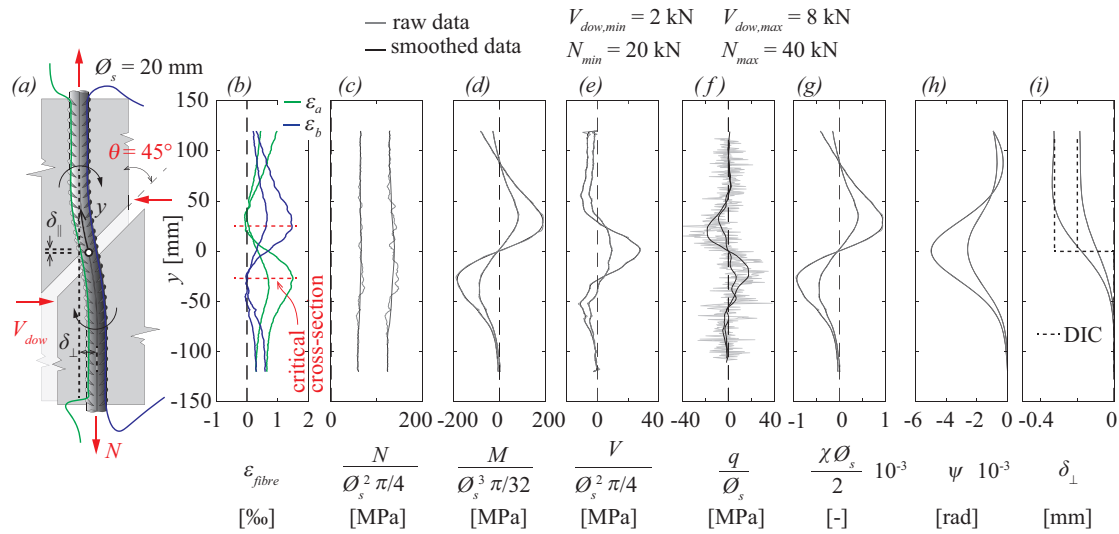 raw data
smoothed data
V_dow,min = 2 kN V_dow,max = 8 kN
N_min = 20 kN N_max = 40 kN
(a) Ø_s = 20 mm (b) (c) (d) (e) (f) (g) (h) (i)
ε_a
ε_b
θ = 45°
y
δ_∥
V_dow
δ_⊥
N
y [mm]
150
100
50
0
-50
-100
-150
critical
cross-section
DIC
-1 0 1 2
0 100
-200 0 200
0 40
-40 0 40
-1 0 1
-6 -4 -2 0
-0.4 0
ε_fibre
[‰]
N
Ø_s² π/4
[MPa]
M
Ø_s³ π/32
[MPa]
V
Ø_s² π/4
[MPa]
q
Ø_s
[MPa]
χ Ø_s
2
10⁻³
[-]
ψ 10⁻³
[rad]
δ_⊥
[mm]